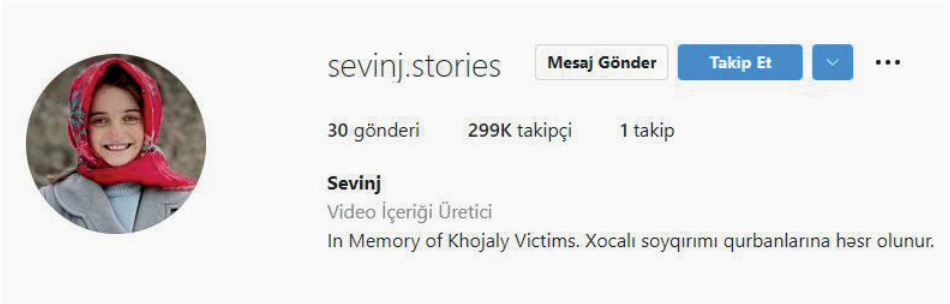 sevinj.stories Mesaj Gönder Takip Et
30 gönderi 299K takipçi 1 takip
Sevinj
Video İçeriği Üretici
In Memory of Khojaly Victims. Xocalı soyqırımı qurbanlarına həsr olunur.